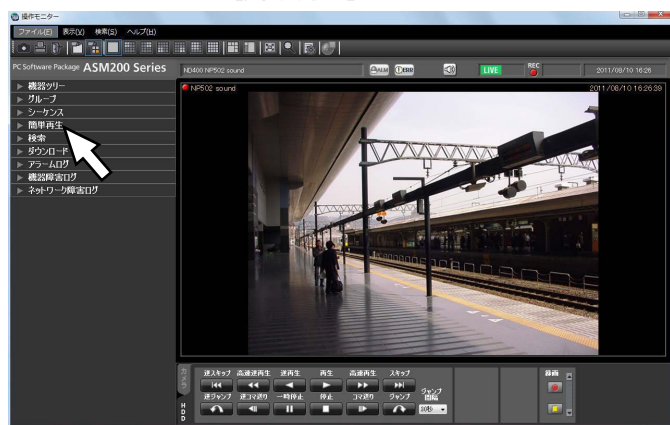 操作モニター
ファイル(F) 表示(V) 検索(S) ヘルプ(H)
PC Software Package ASM200 Series
ND400 NP502 sound
ALM
ERR
LIVE
REC
2011/08/10 16:26
機器ツリー
グループ
シーケンス
簡単再生
検索
ダウンロード
アラームログ
機器障害ログ
ネットワーク障害ログ
NP502 sound
2011/08/10 16:26:39
逆スキップ 高速逆再生 逆再生 再生 高速再生 スキップ
逆ジャンプ 逆コマ送り 一時停止 停止 コマ送り ジャンプ
ジャンプ
間隔
30秒
録画
HDD